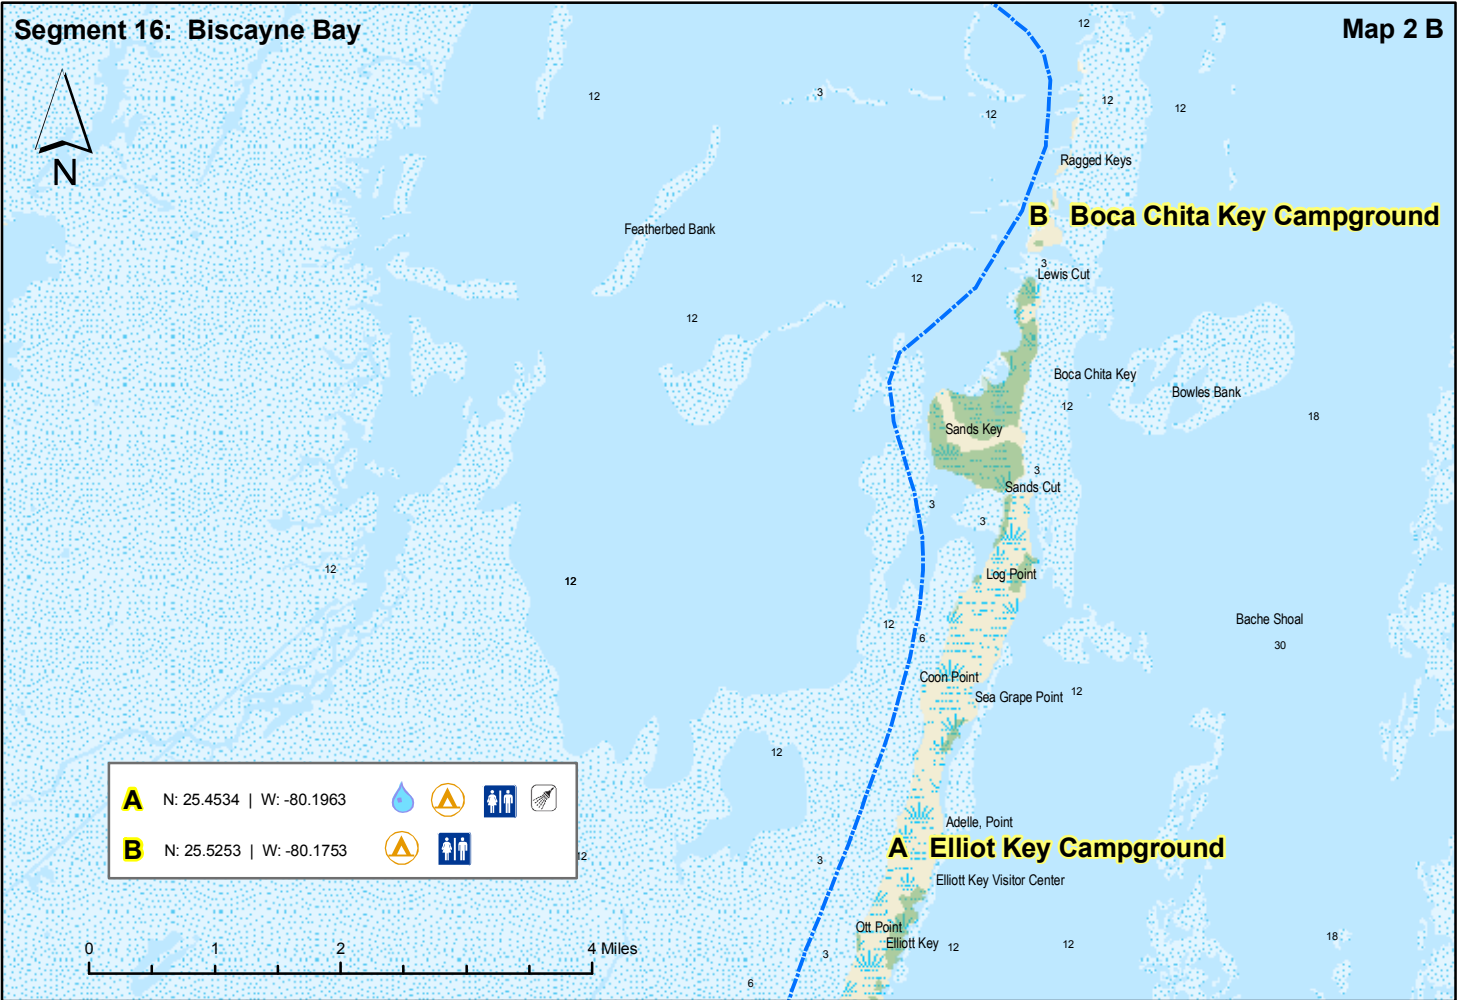 Segment 16: Biscayne Bay
Map 2 B
N
12
12
3
12
12
12
Ragged Keys
B Boca Chita Key Campground
Featherbed Bank
3
Lewis Cut
12
12
Boca Chita Key
Bowles Bank
12
18
Sands Key
3
Sands Cut
3
3
Log Point
12
12
Bache Shoal
30
12
6
Coon Point
Sea Grape Point
12
12
A N: 25.4534 | W: -80.1963
B N: 25.5253 | W: -80.1753
12
Adelle, Point
A Elliot Key Campground
3
Elliott Key Visitor Center
Ott Point
Elliott Key
12
12
18
3
6
0 1 2 4 Miles